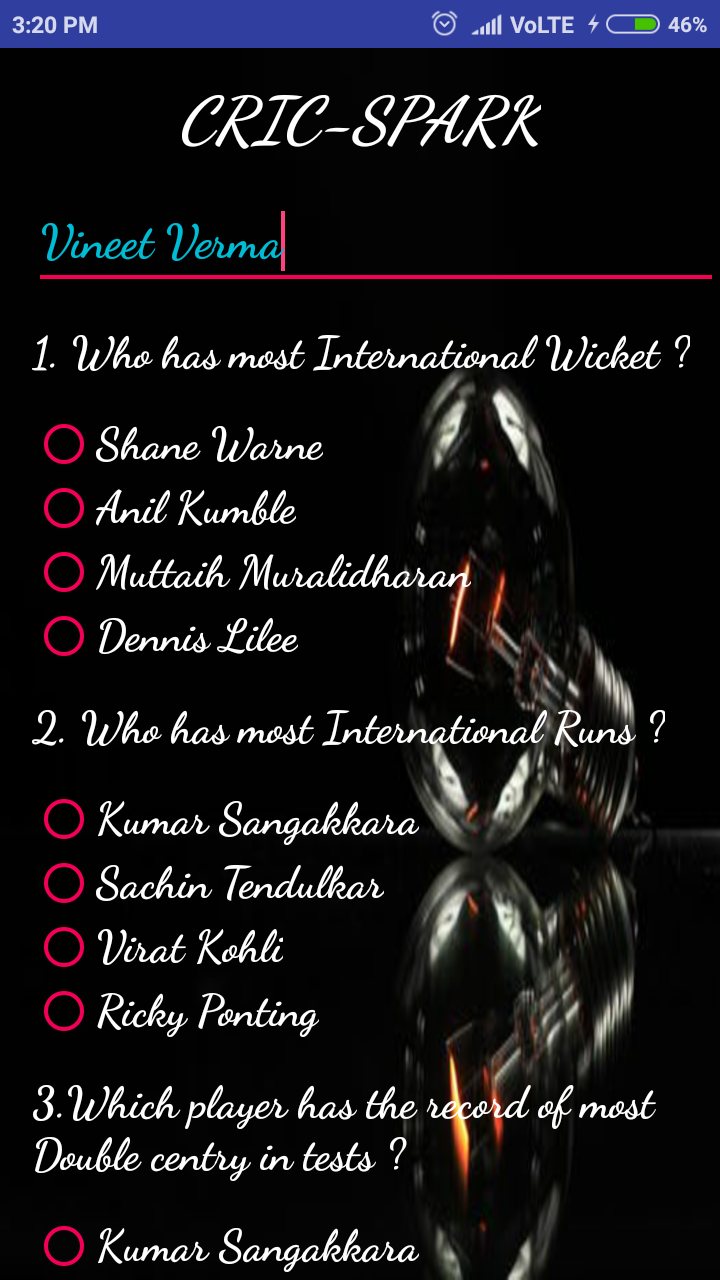 3:20 PM VoLTE 46%
CRIC-SPARK
Vineet Verma
1. Who has most International Wicket ?
Shane Warne
Anil Kumble
Muttaih Muralidharan
Dennis Lilee
2. Who has most International Runs ?
Kumar Sangakkara
Sachin Tendulkar
Virat Kohli
Ricky Ponting
3.Which player has the record of most
Double centry in tests ?
Kumar Sangakkara